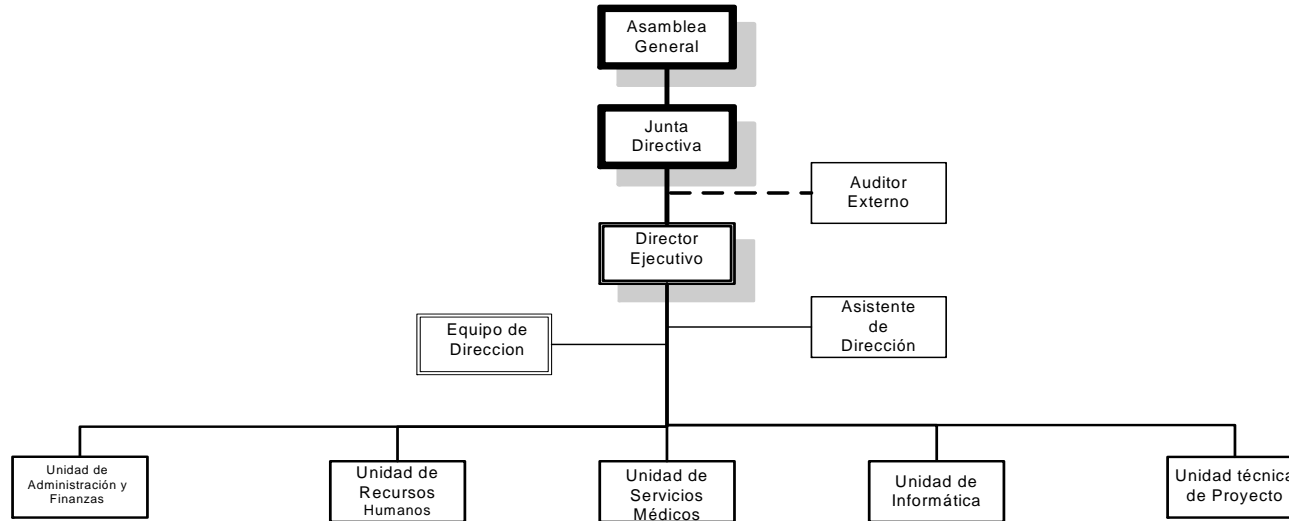 Asamblea
General
Junta
Directiva
Auditor
Externo
Director
Ejecutivo
Asistente
de
Dirección
Equipo de
Direccion
Unidad de
Administración y
Finanzas
Unidad de
Recursos
Humanos
Unidad de
Servicios
Médicos
Unidad de
Informática
Unidad técnica
de Proyecto